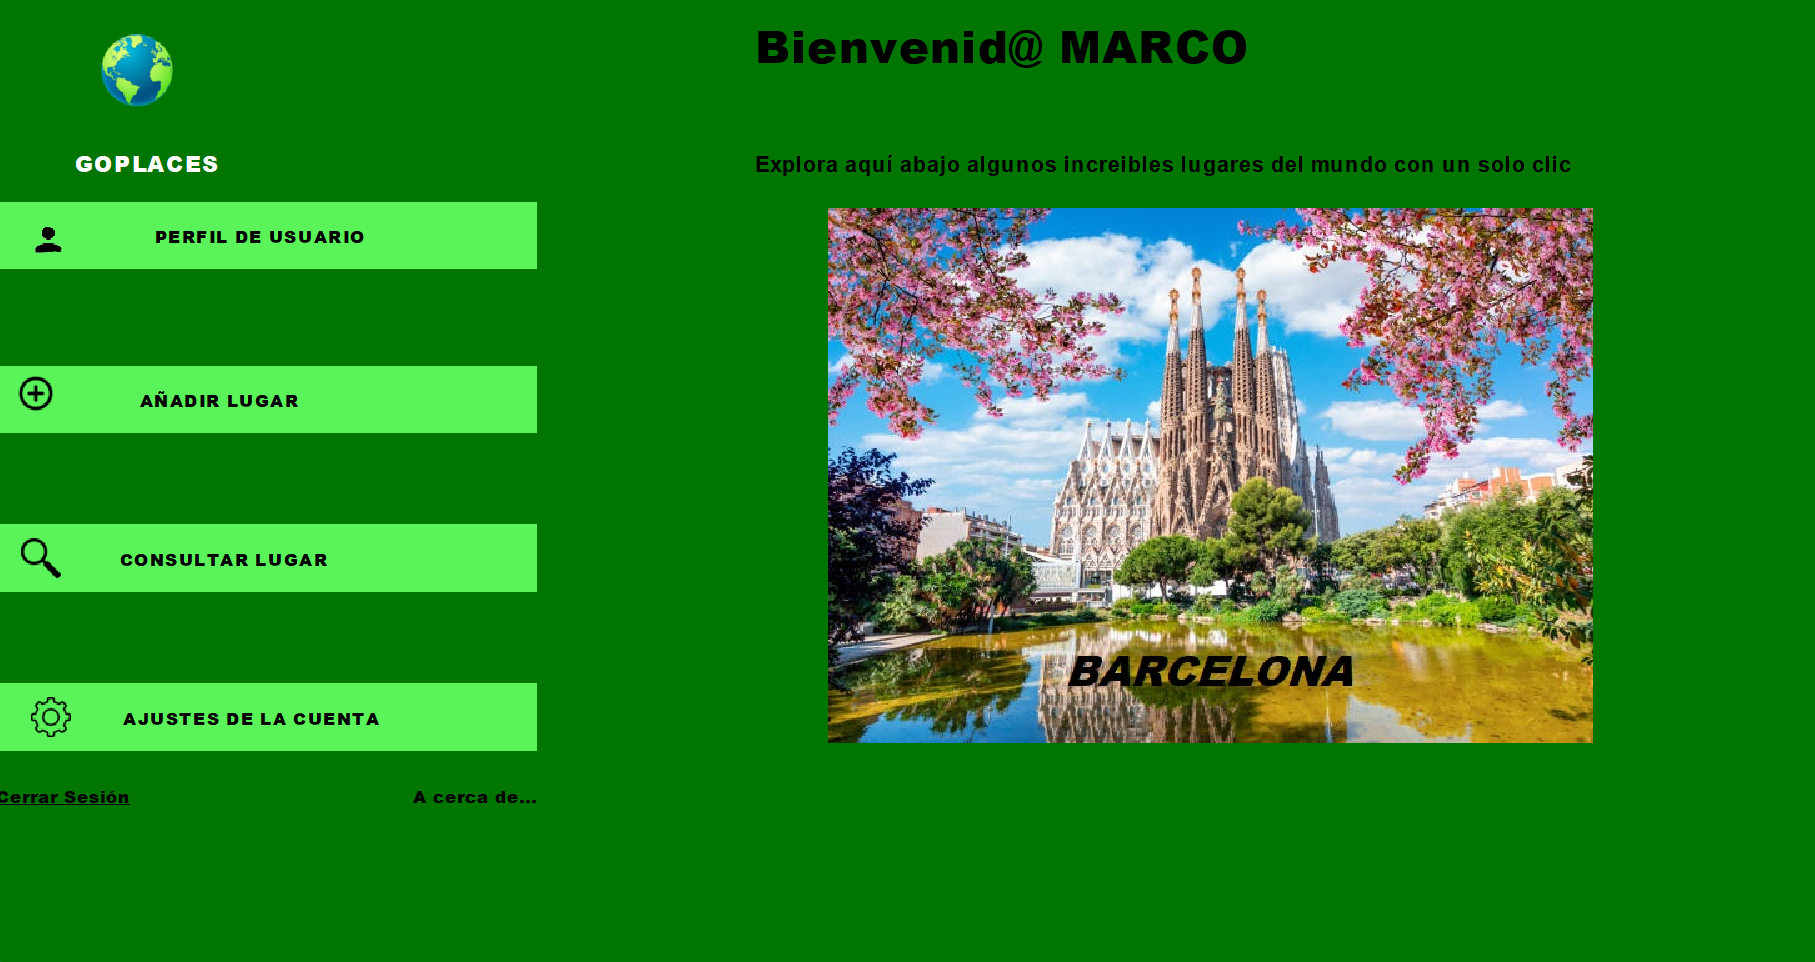 Bienvenid@ MARCO
GOPLACES
Explora aquí abajo algunos increibles lugares del mundo con un solo clic
PERFIL DE USUARIO
AÑADIR LUGAR
CONSULTAR LUGAR
AJUSTES DE LA CUENTA
BARCELONA
Cerrar Sesión
A cerca de...